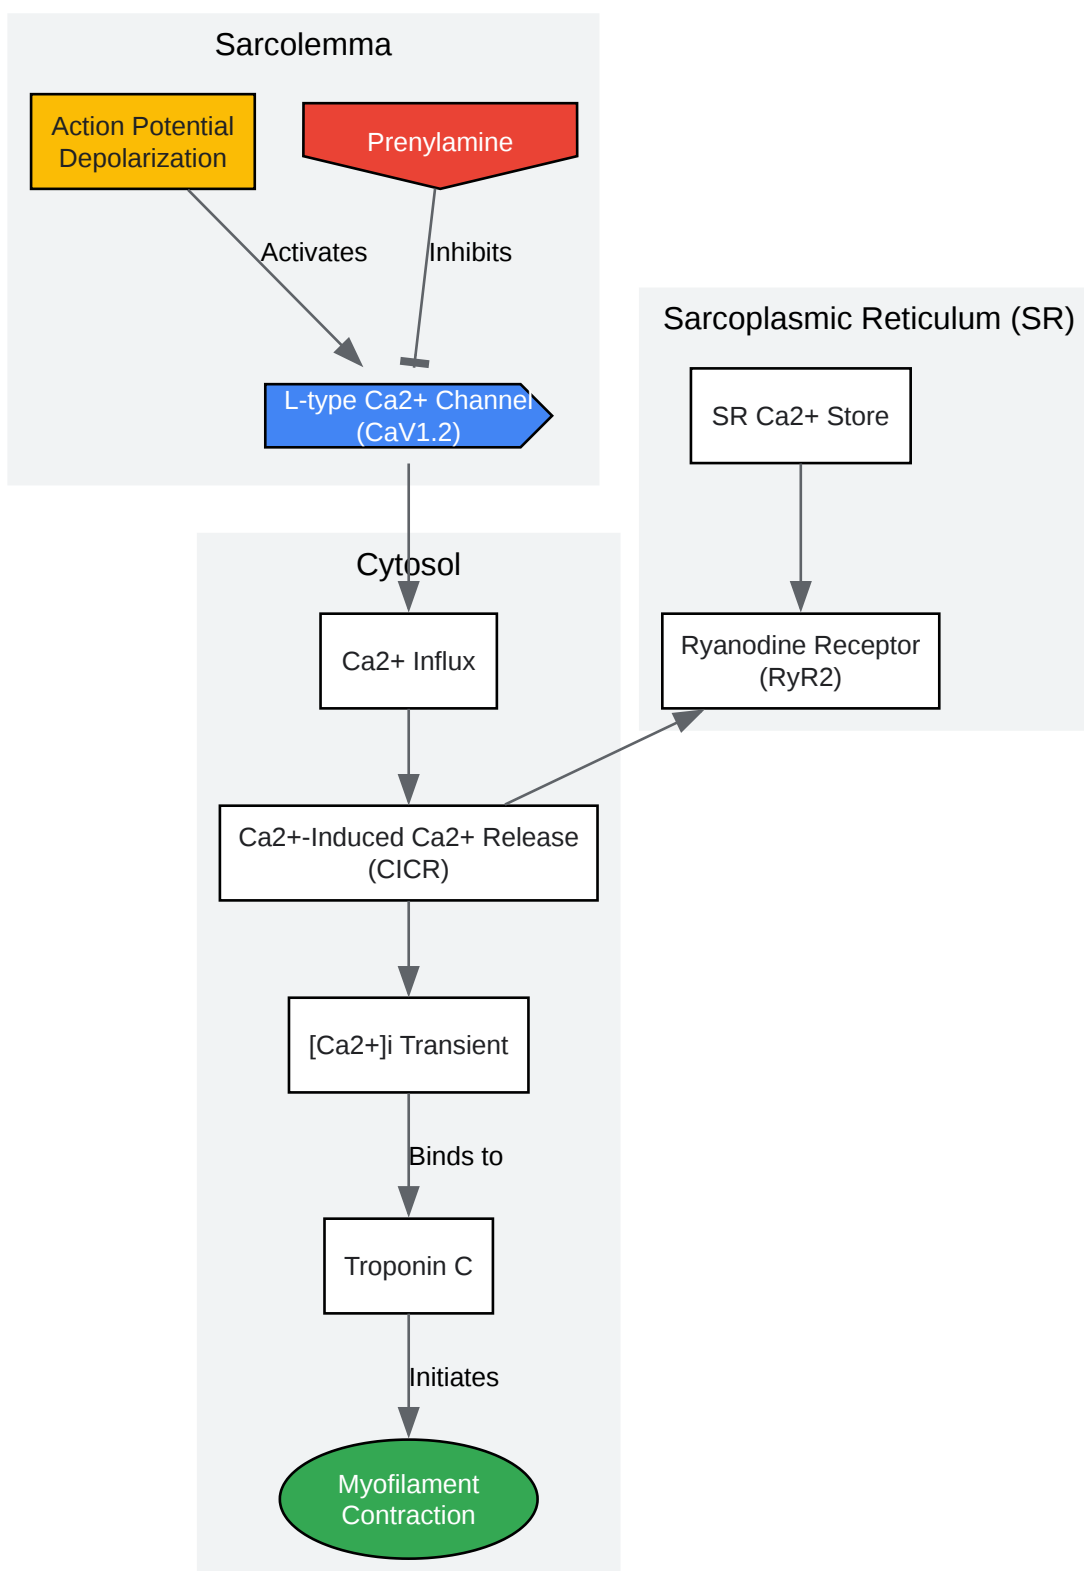 Sarcolemma
Action Potential
Depolarization
Prenylamine
Activates
Inhibits
L-type Ca2+ Channel
(CaV1.2)
Sarcoplasmic Reticulum (SR)
SR Ca2+ Store
Ryanodine Receptor
(RyR2)
Cytosol
Ca2+ Influx
Ca2+-Induced Ca2+ Release
(CICR)
[Ca2+]i Transient
Binds to
Troponin C
Initiates
Myofilament
Contraction